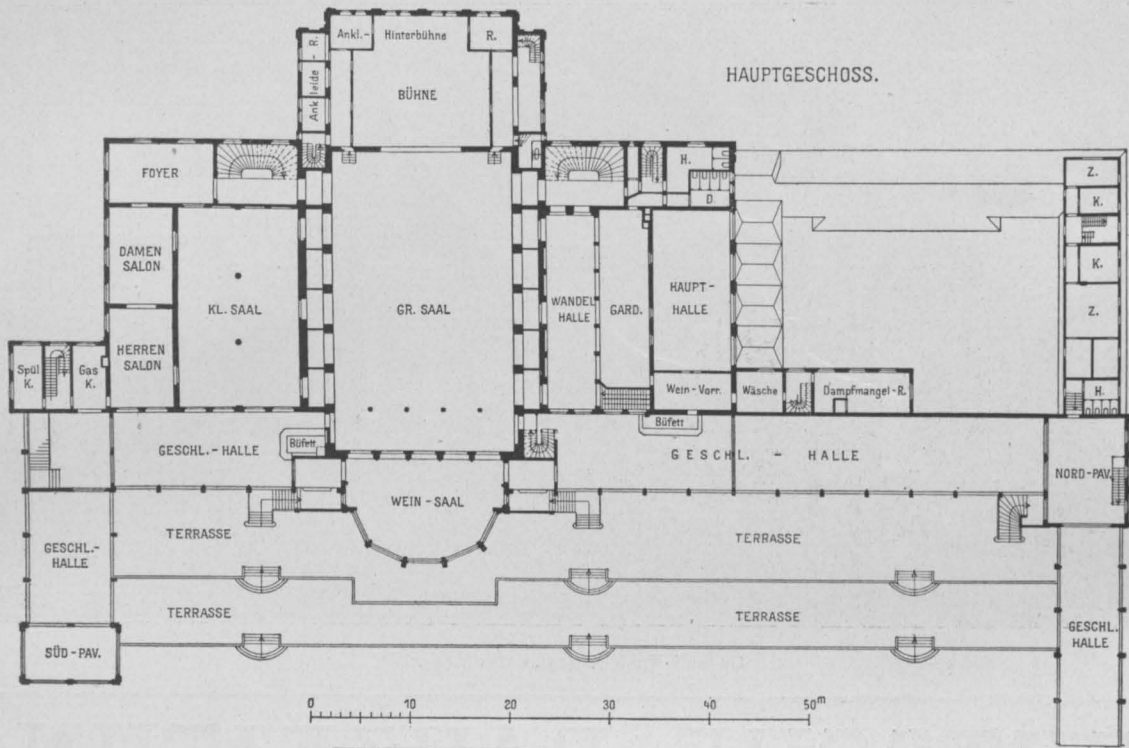 HAUPTGESCHOSS.
Ankl.-
Hinterbühne
R.
Ankleide - R.
BÜHNE
FOYER
H.
D.
Z.
K.
K.
Z.
H.
DAMEN
SALON
KL. SAAL
GR. SAAL
WANDEL
HALLE
GARD.
HAUPT-
HALLE
HERREN
SALON
Spül
K.
Gas
K.
Wein-Vorr.
Wäsche
Dampfmangel-R.
Büfett
Büfett
GESCHL.-HALLE
GESCHL. - HALLE
NORD-PAV.
WEIN-SAAL
TERRASSE
TERRASSE
GESCHL.-
HALLE
TERRASSE
TERRASSE
GESCHL.
HALLE
SÜD-PAV.
0 10 20 30 40 50m